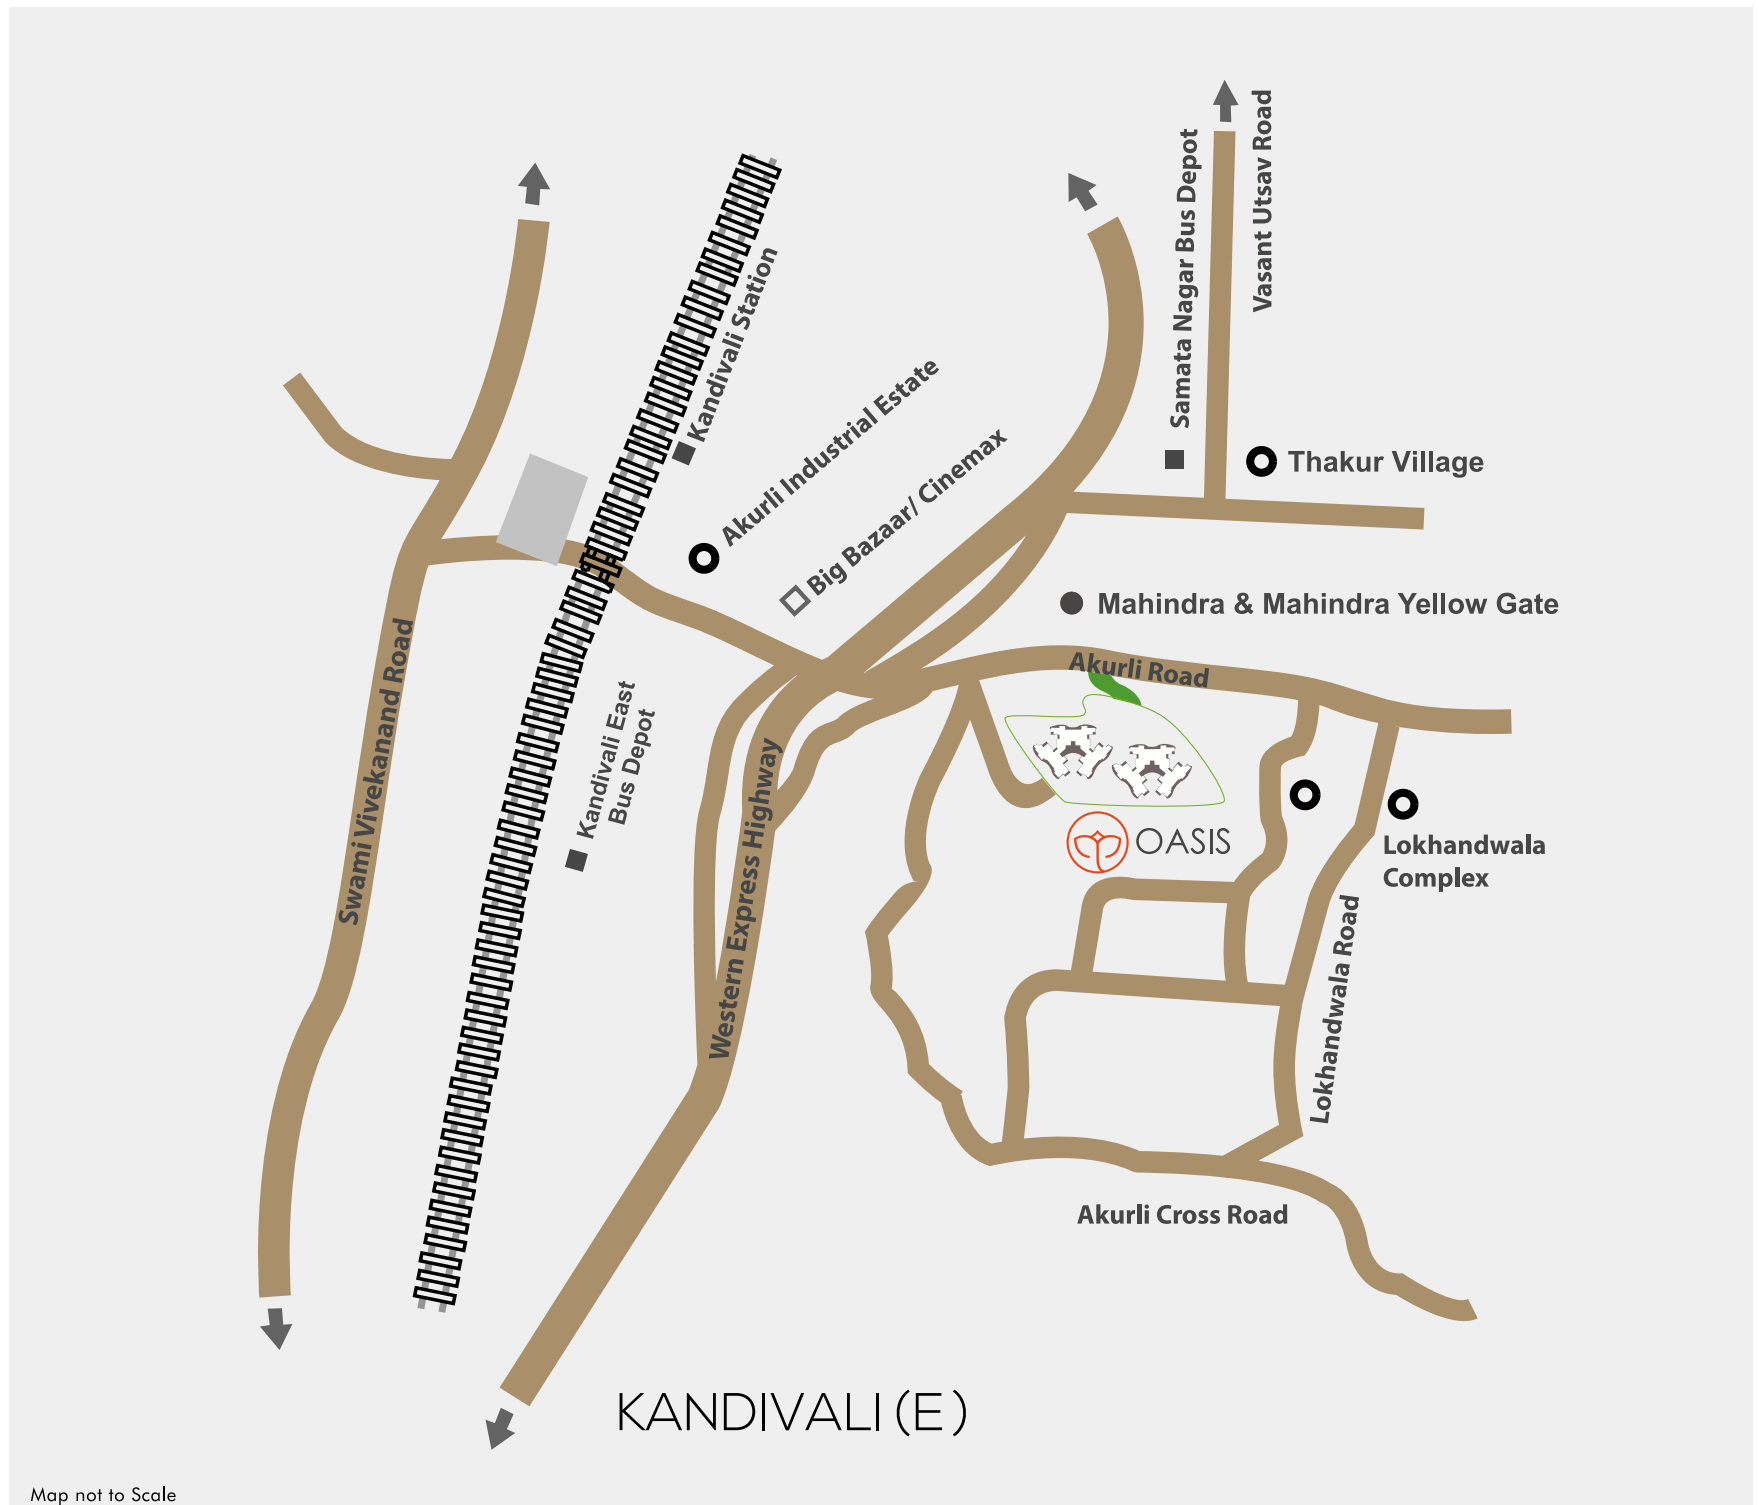 Vasant Utsav Road
Samata Nagar Bus Depot
Kandivali Station
Akurli Industrial Estate
Big Bazaar/ Cinemax
Thakur Village
Mahindra & Mahindra Yellow Gate
Akurli Road
Swami Vivekanand Road
Kandivali East
Bus Depot
Western Express Highway
OASIS
Lokhandwala
Complex
Lokhandwala Road
Akurli Cross Road
KANDIVALI (E)
Map not to Scale